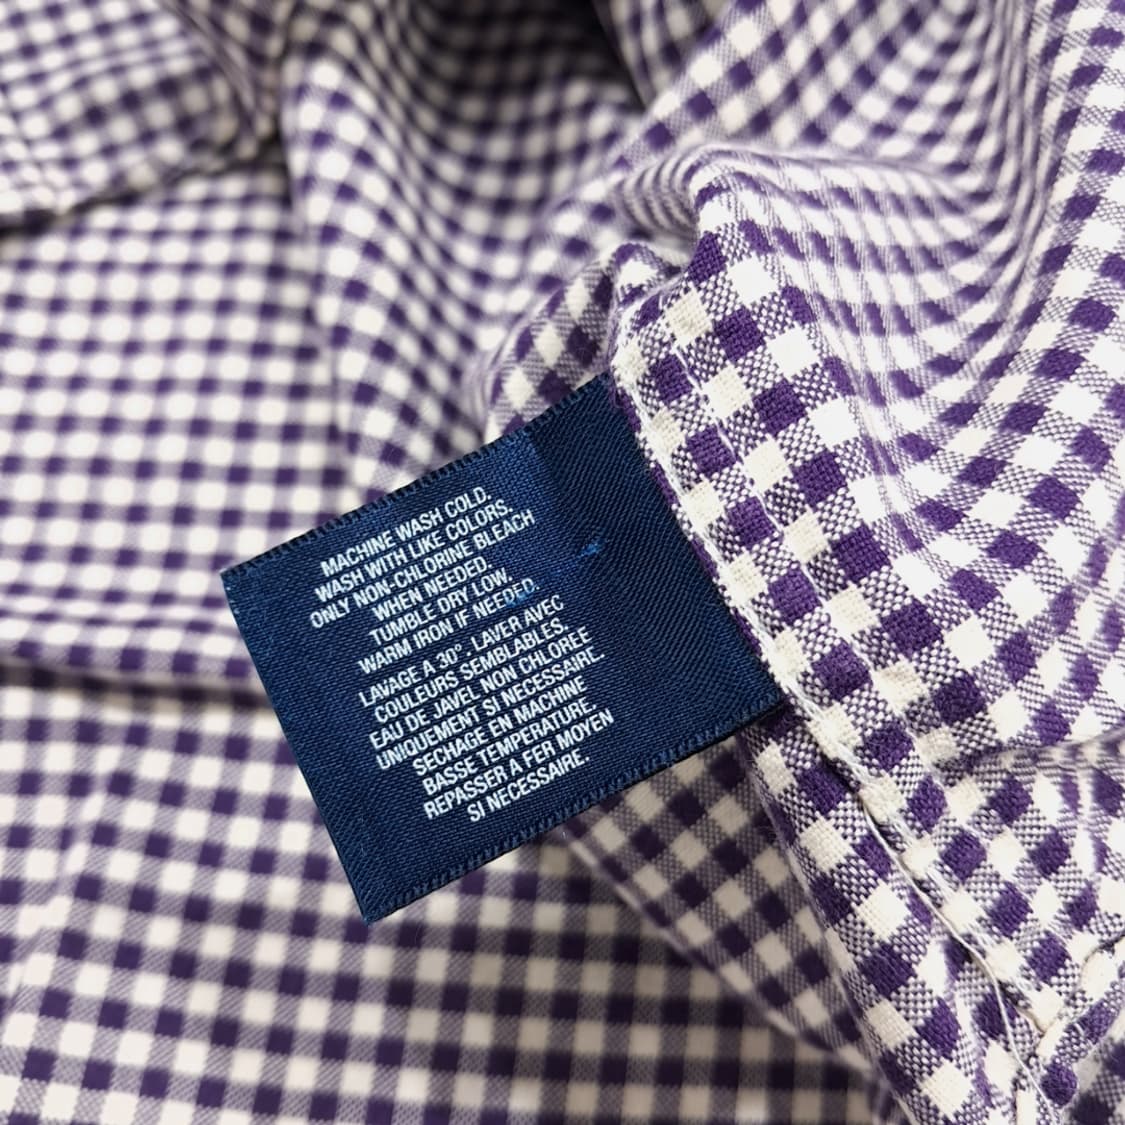 MACHINE WASH COLD.
WASH WITH LIKE COLORS.
ONLY NON-CHLORINE BLEACH
WHEN NEEDED.
TUMBLE DRY LOW.
WARM IRON IF NEEDED.
LAVAGE A 30°. LAVER AVEC
COULEURS SEMBLABLES.
EAU DE JAVEL NON CHLOREE
UNIQUEMENT SI NECESSAIRE.
SECHAGE EN MACHINE
BASSE TEMPERATURE.
REPASSER A FER MOYEN
SI NECESSAIRE.